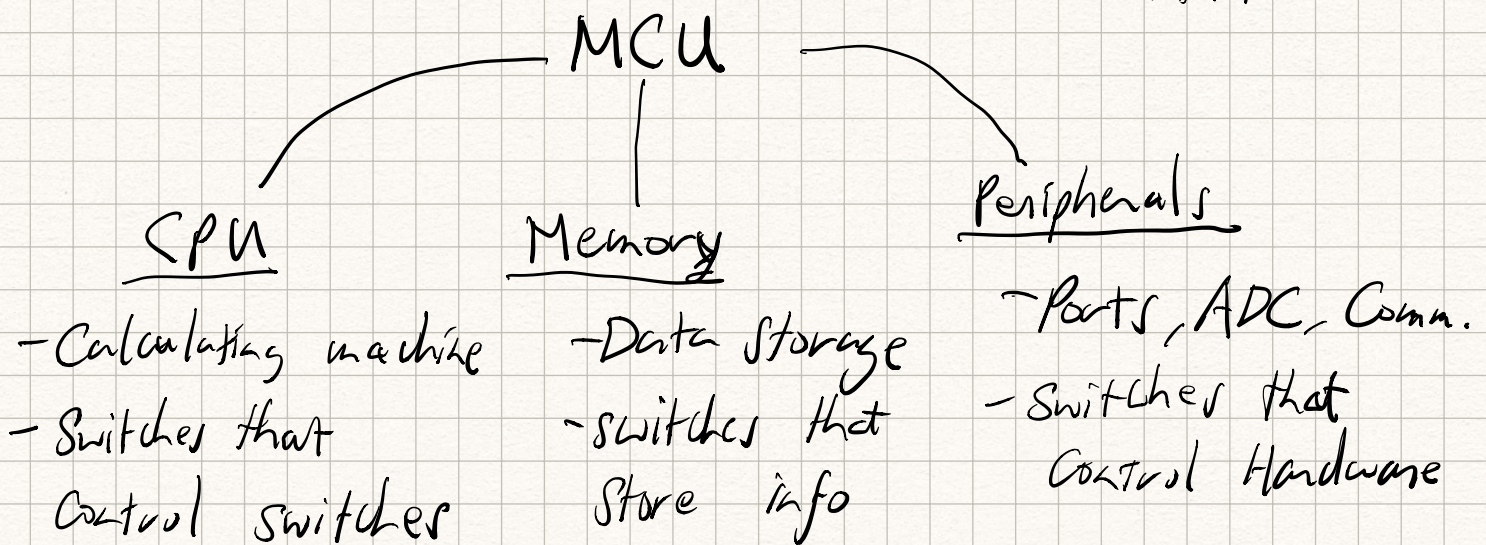 MCU
CPU
- Calculating machine
- Switches that
Control switches
Memory
- Data storage
- switches that
Store info
Peripherals
- Ports, ADC, Comm.
- Switches that
Control Hardware